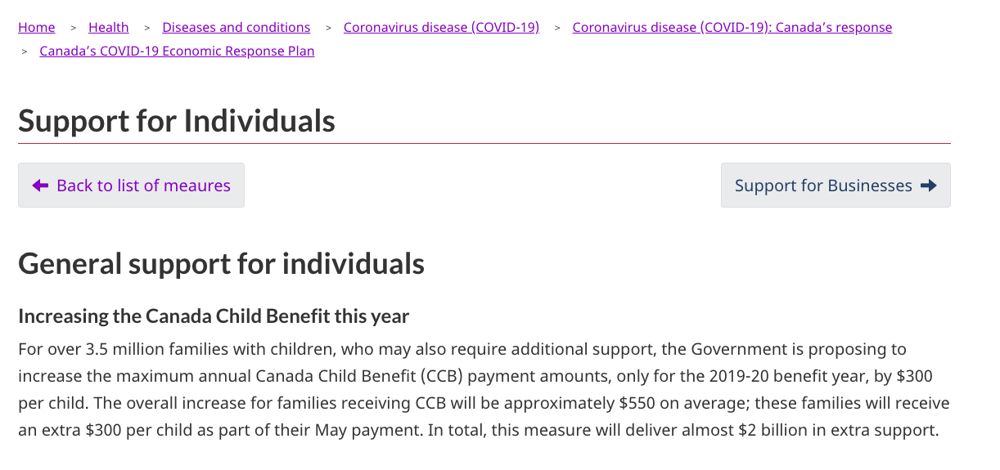 Home > Health > Diseases and conditions > Coronavirus disease (COVID-19) > Coronavirus disease (COVID-19): Canada’s response
> Canada’s COVID-19 Economic Response Plan
Support for Individuals
Back to list of meaures
Support for Businesses
General support for individuals
Increasing the Canada Child Benefit this year
For over 3.5 million families with children, who may also require additional support, the Government is proposing to
increase the maximum annual Canada Child Benefit (CCB) payment amounts, only for the 2019-20 benefit year, by $300
per child. The overall increase for families receiving CCB will be approximately $550 on average; these families will receive
an extra $300 per child as part of their May payment. In total, this measure will deliver almost $2 billion in extra support.